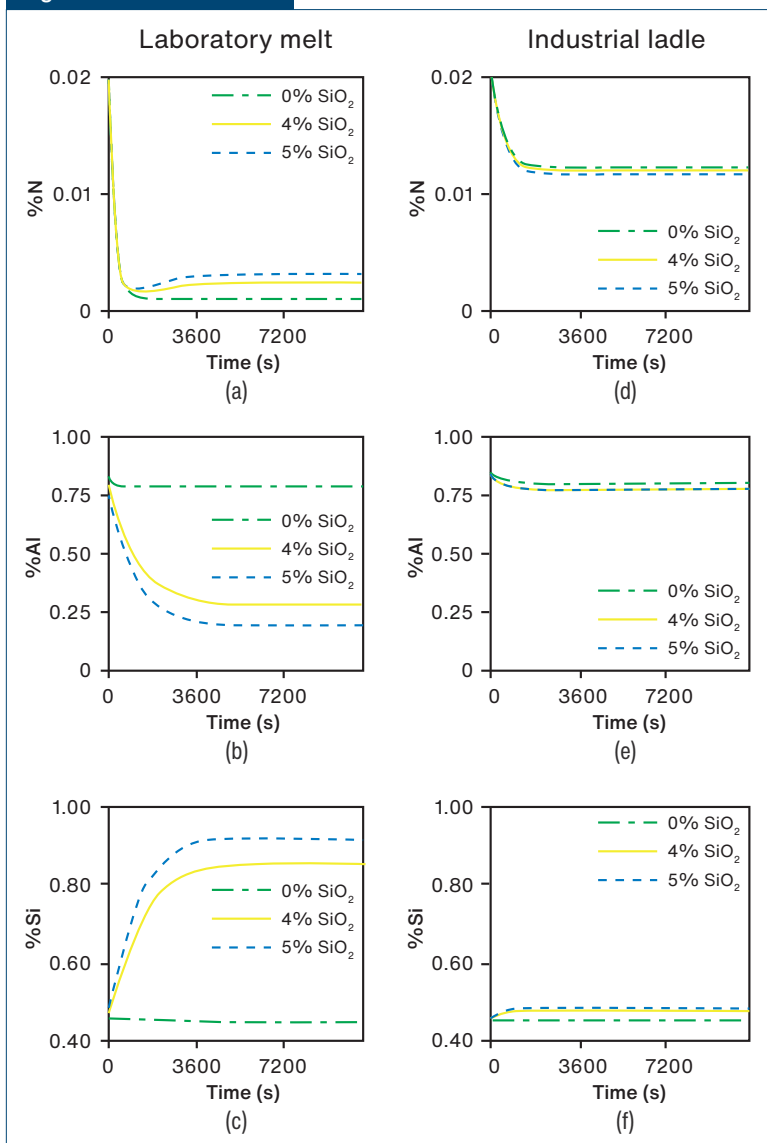 Laboratory melt
0.02
0.01
0
%N
0% SiO₂
4% SiO₂
5% SiO₂
0 3600 7200
Time (s)
(a)
1.00
0.75
0.50
0.25
0
%Al
0% SiO₂
4% SiO₂
5% SiO₂
0 3600 7200
Time (s)
(b)
1.00
0.80
0.60
0.40
%Si
0% SiO₂
4% SiO₂
5% SiO₂
0 3600 7200
Time (s)
(c)
Industrial ladle
0.02
0.01
0
%N
0% SiO₂
4% SiO₂
5% SiO₂
0 3600 7200
Time (s)
(d)
1.00
0.75
0.50
0.25
0
%Al
0% SiO₂
4% SiO₂
5% SiO₂
0 3600 7200
Time (s)
(e)
1.00
0.80
0.60
0.40
%Si
0% SiO₂
4% SiO₂
5% SiO₂
0 3600 7200
Time (s)
(f)